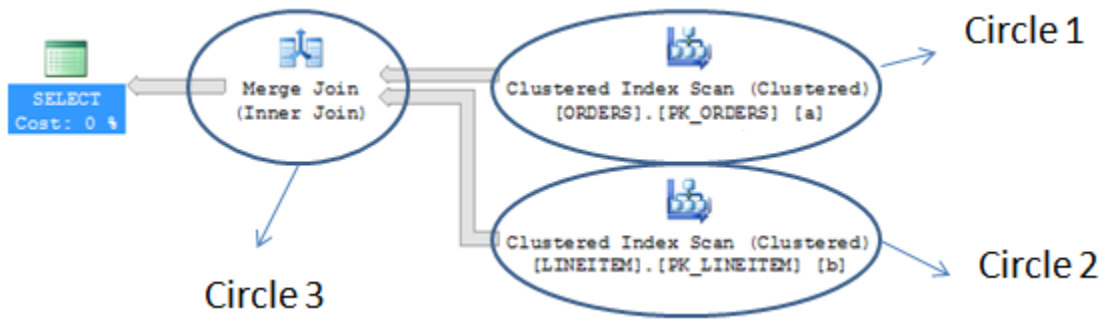 Circle 1
SELECT
Cost: 0 %
Merge Join
(Inner Join)
Clustered Index Scan (Clustered)
[ORDERS].[PK_ORDERS] [a]
Clustered Index Scan (Clustered)
[LINEITEM].[PK_LINEITEM] [b]
Circle 2
Circle 3